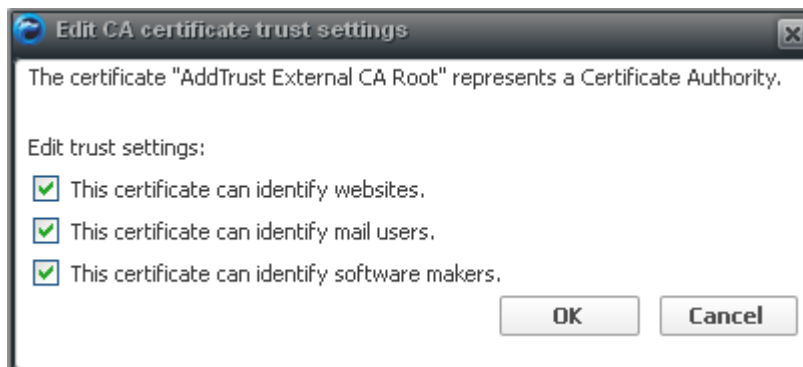 Edit CA certificate trust settings
The certificate "AddTrust External CA Root" represents a Certificate Authority.
Edit trust settings:
This certificate can identify websites.
This certificate can identify mail users.
This certificate can identify software makers.
OK Cancel